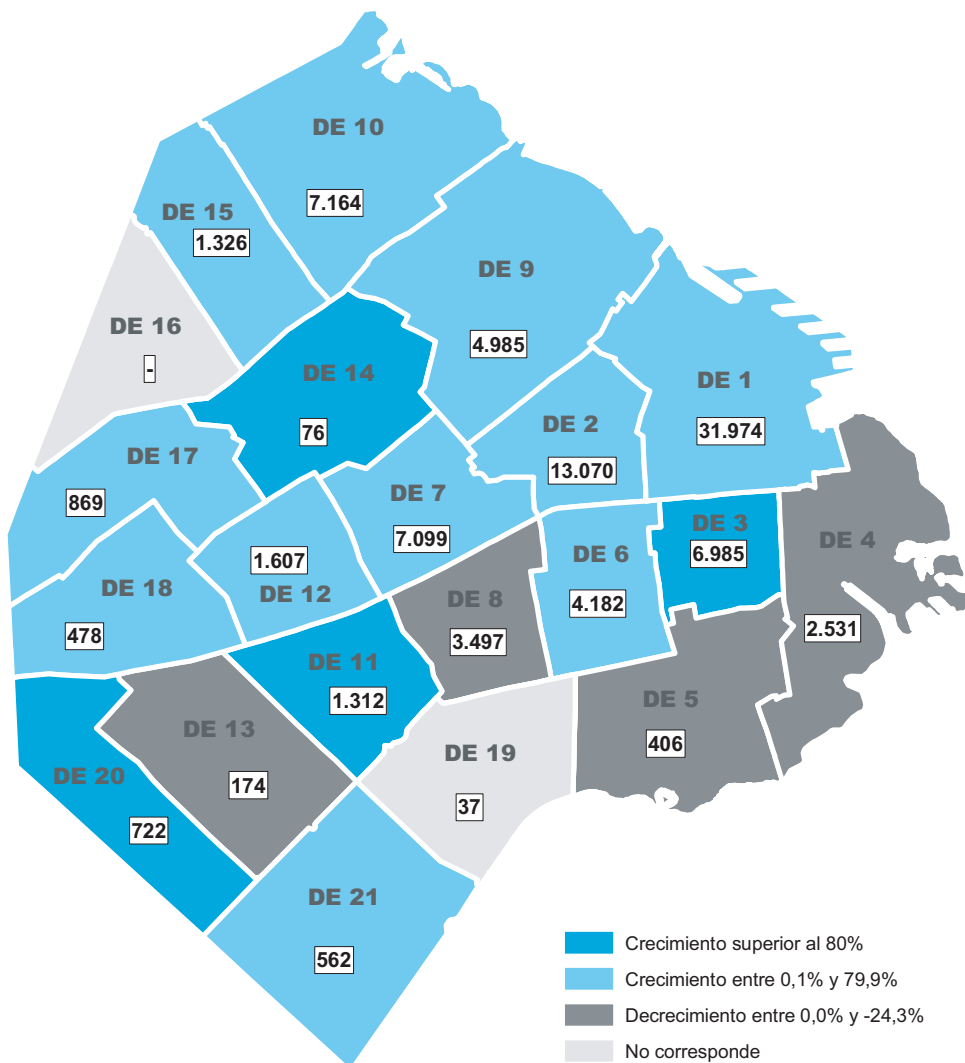 DE 10
7.164
DE 15
1.326
DE 9
4.985
DE 16
-
DE 14
76
DE 1
31.974
DE 2
13.070
DE 17
869
DE 7
7.099
DE 3
6.985
DE 4
2.531
DE 6
4.182
1.607
DE 12
DE 18
478
DE 8
3.497
DE 11
1.312
DE 5
406
DE 13
174
DE 19
37
DE 20
722
DE 21
562
Crecimiento superior al 80%
Crecimiento entre 0,1% y 79,9%
Decrecimiento entre 0,0% y -24,3%
No corresponde